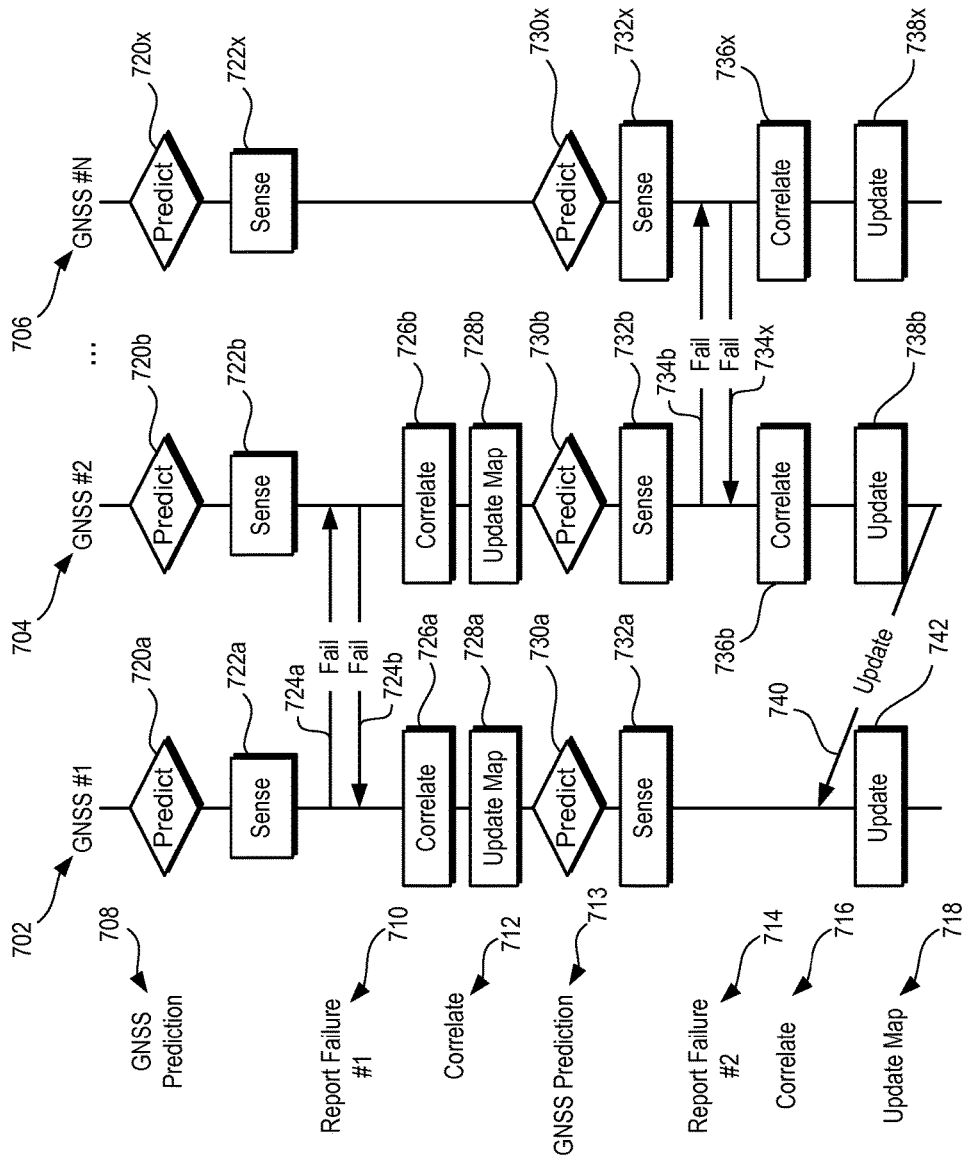 702
GNSS #1
704
GNSS #2
...
706
GNSS #N
708
GNSS
Prediction
Predict
720a
Predict
720b
Predict
720x
Sense
722a
Sense
722b
Sense
722x
Report Failure
#1
710
724a
Fail
Fail
724b
Correlate
712
Correlate
726a
Correlate
726b
Update Map
728a
Update Map
728b
GNSS Prediction
713
Predict
730a
Predict
730b
Predict
730x
Sense
732a
Sense
732b
Sense
732x
Report Failure
#2
714
734b
Fail
Fail
734x
Correlate
716
Correlate
736b
Correlate
736x
740
Update
Update Map
718
Update
742
Update
738b
Update
738x